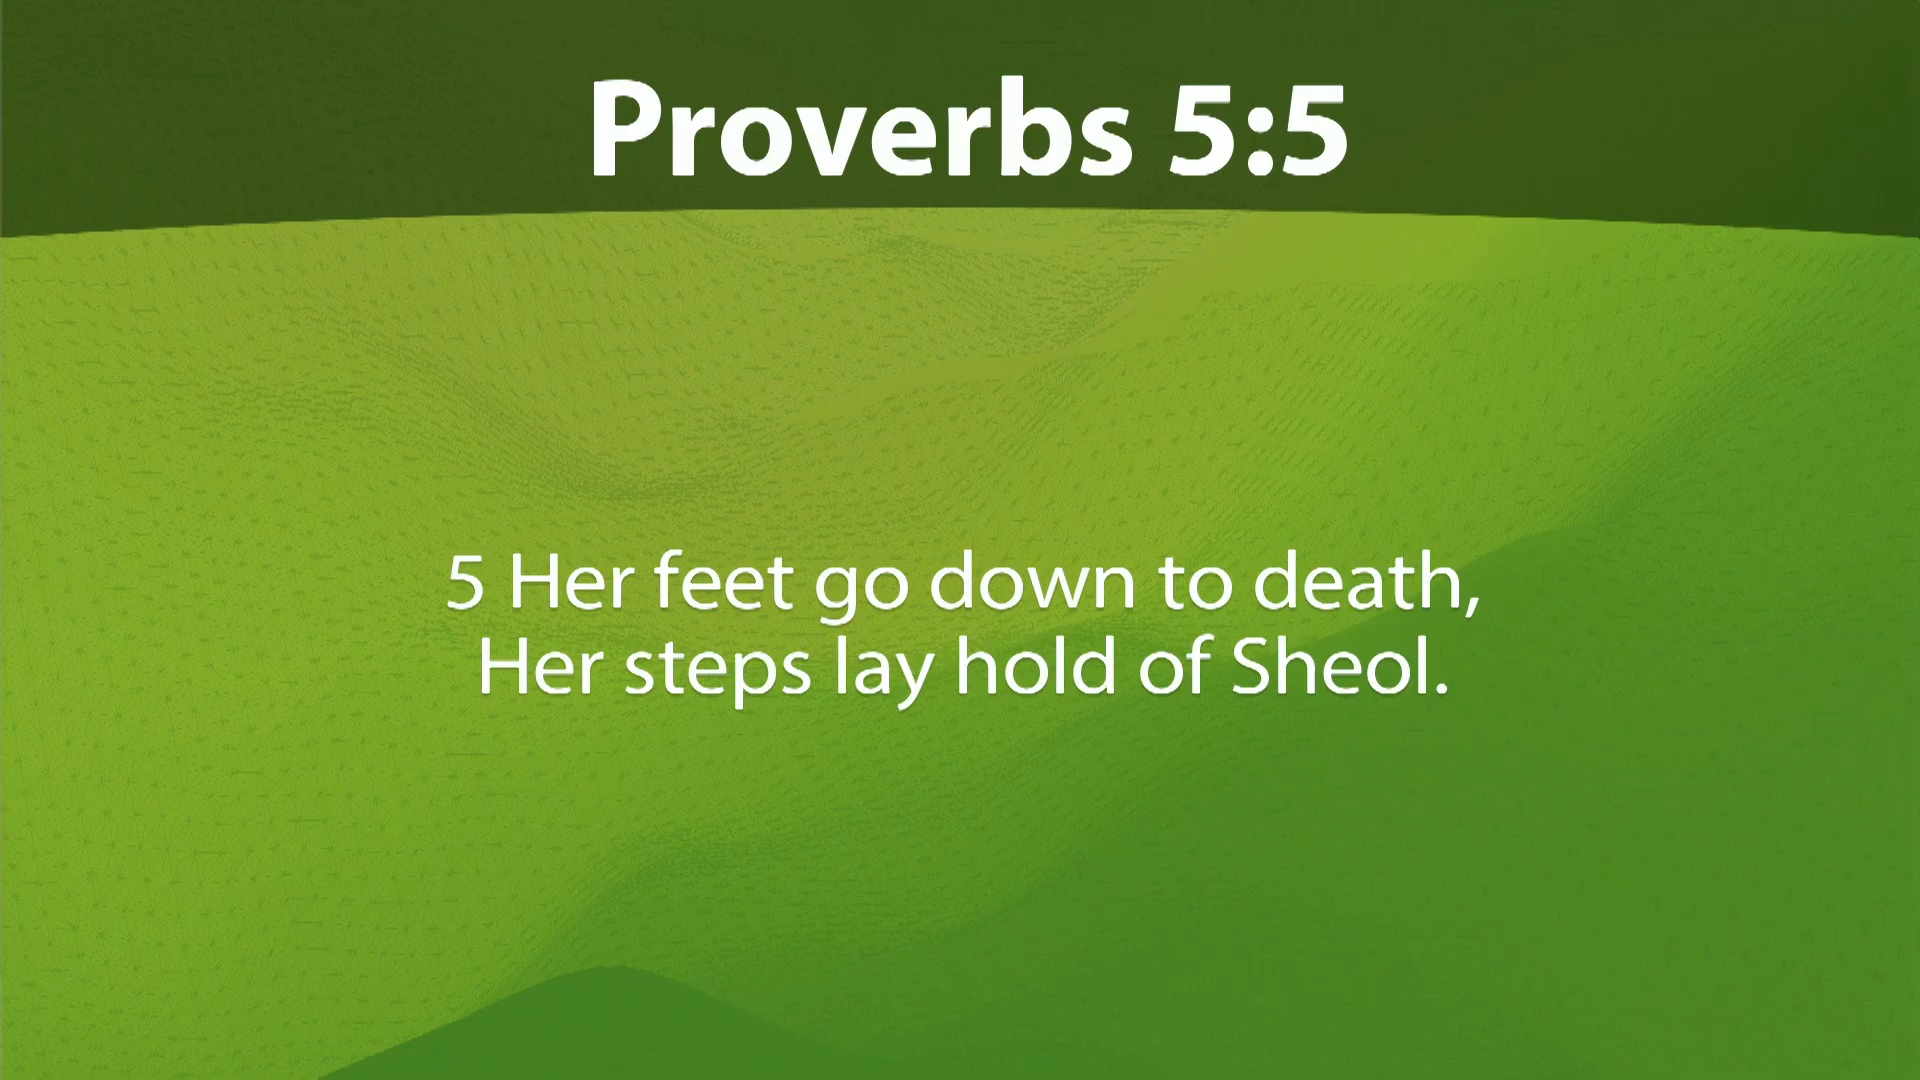 Proverbs 5:5
5 Her feet go down to death,
Her steps lay hold of Sheol.